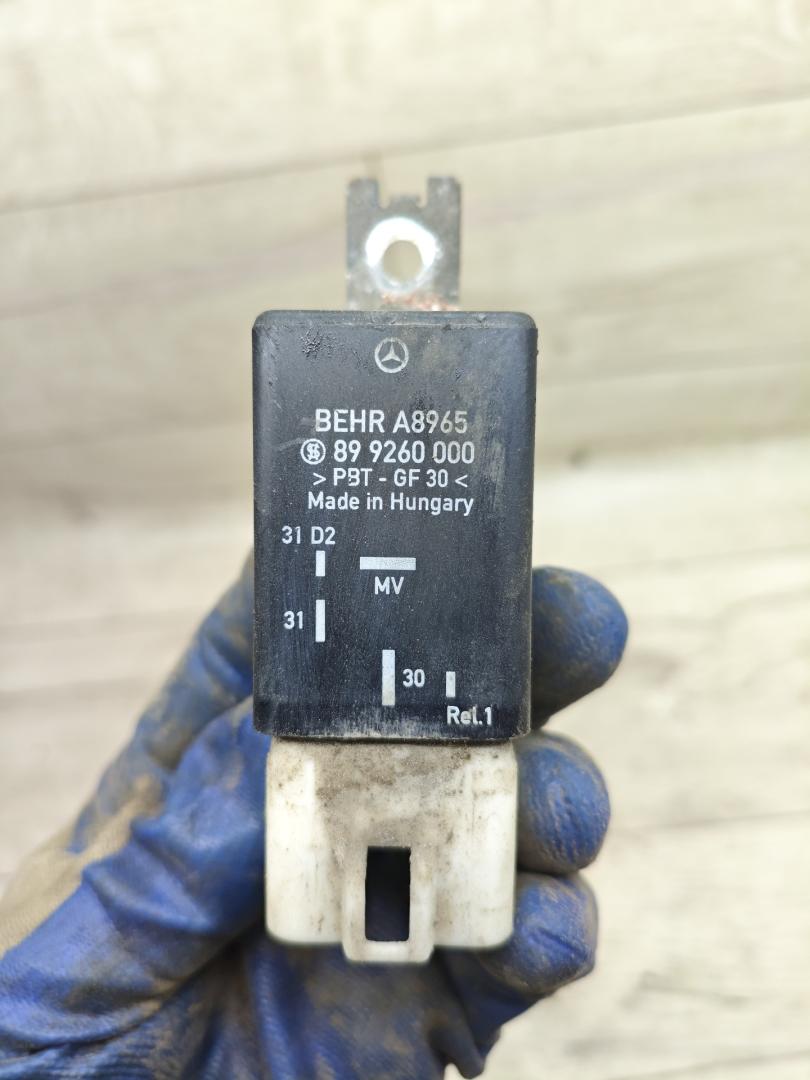 BEHR A8965
89 9260 000
> PBT - GF 30 <
Made in Hungary
31 D2
MV
31
30
Rel.1